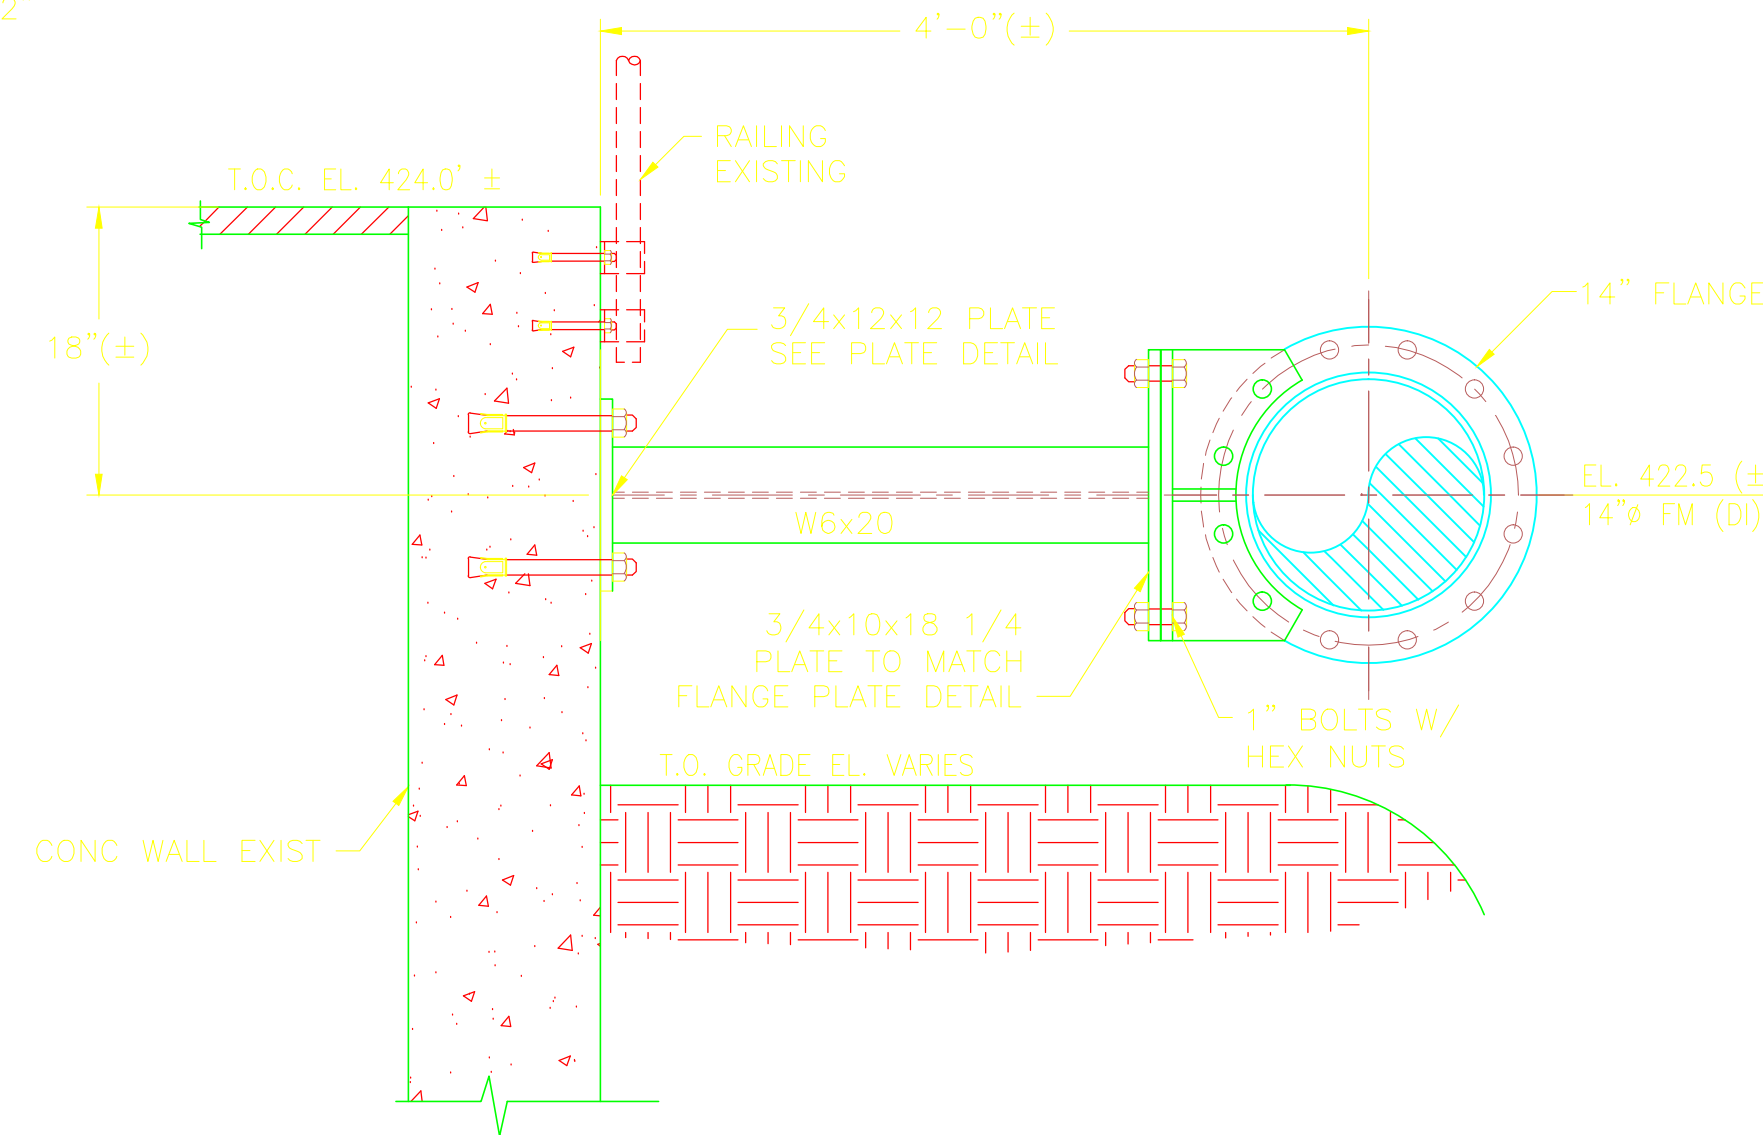 2
4'-0"(±)
RAILING
EXISTING
T.O.C. EL. 424.0' ±
14" FLANGE
3/4x12x12 PLATE
SEE PLATE DETAIL
18"(±)
EL. 422.5 (±
14"ø FM (DI)
W6x20
3/4x10x18 1/4
PLATE TO MATCH
FLANGE PLATE DETAIL
1" BOLTS W/
HEX NUTS
T.O. GRADE EL. VARIES
CONC WALL EXIST